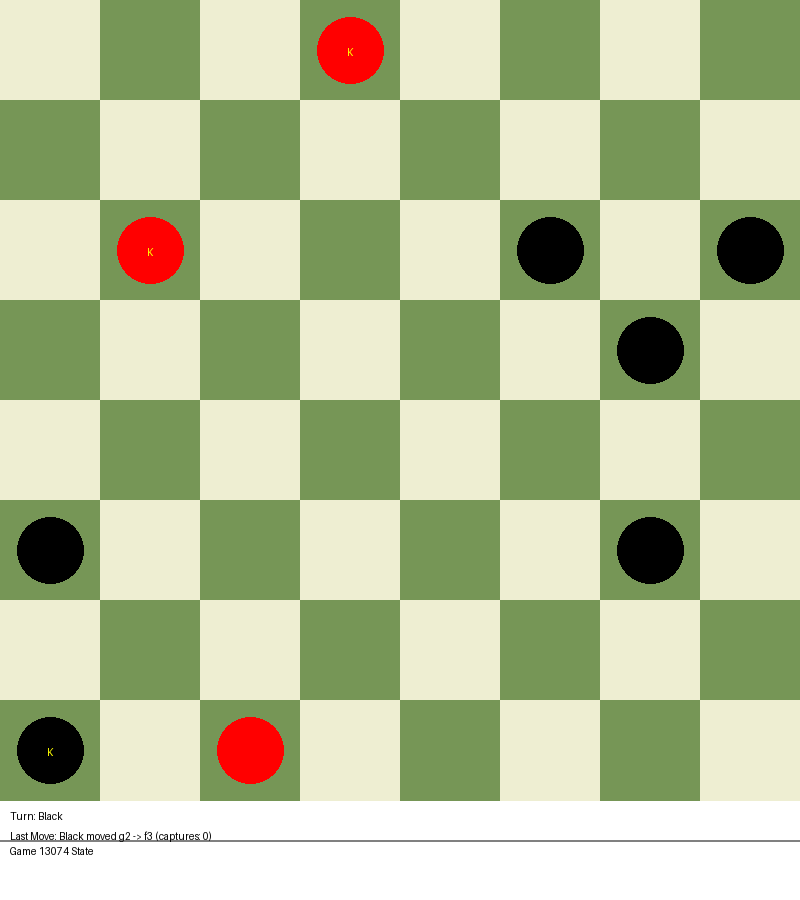 K
K
K
Turn: Black
Last Move: Black moved g2 -> f3 (captures: 0)
Game 13074 State